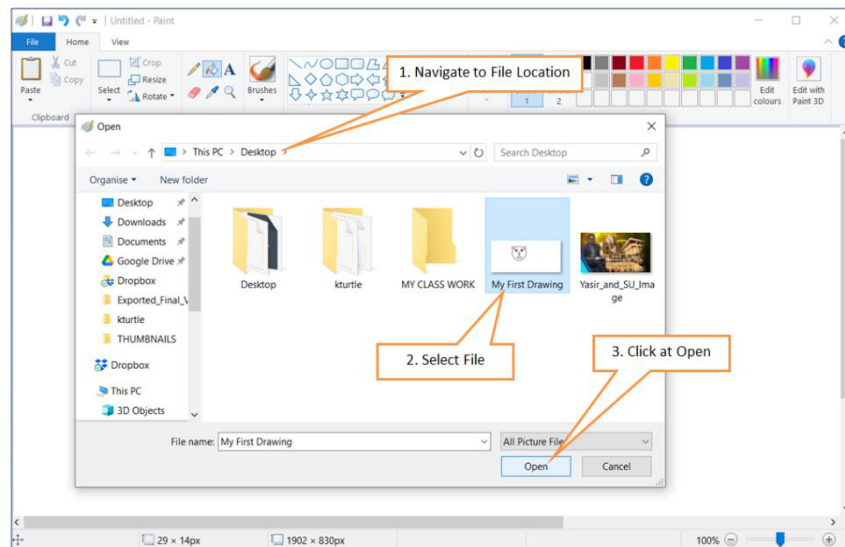 Untitled - Paint
File Home View
Paste
Cut
Copy
Clipboard
Select
Crop
Resize
Rotate
A
Brushes
1
2
Edit colours
Edit with Paint 3D
1. Navigate to File Location
Open
This PC > Desktop >
Search Desktop
Organise
New folder
Desktop
Downloads
Documents
Google Drive
Dropbox
Exported_Final_V
kturtle
THUMBNAILS
Dropbox
This PC
3D Objects
Desktop
kturtle
MY CLASS WORK
My First Drawing
Yasir_and_SU_Ima
ge
2. Select File
3. Click at Open
File name: My First Drawing
All Picture File
Open
Cancel
29 × 14px
1902 × 830px
100%